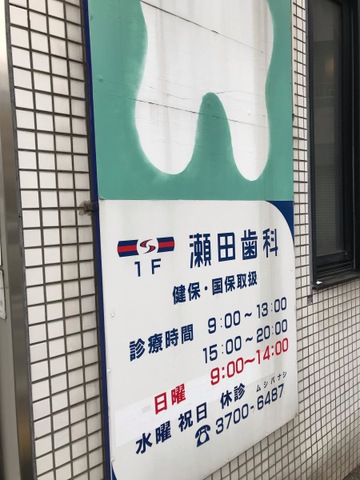 1F 瀬田歯科
健保・国保取扱
診療時間 9:00～13:00
15:00～20:00
日曜 9:00～14:00
水曜 祝日 休診
ムシバナシ
☎3700-6487